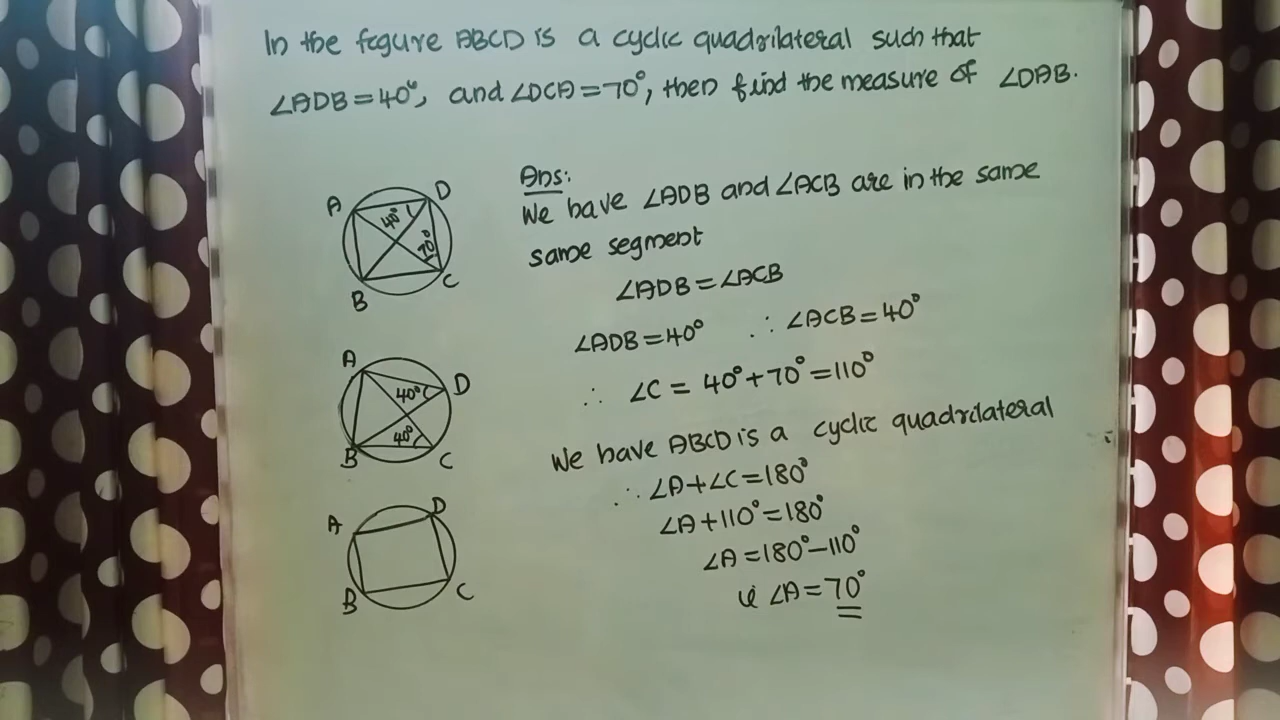 In the figure ABCD is a cyclic quadrilateral such that
∠ADB=40°, and ∠DCA=70°, then find the measure of ∠DAB.
Ans:
We have ∠ADB and ∠ACB are in the same
same segment
∠ADB=∠ACB
∠ADB=40° ∴ ∠ACB=40°
∴ ∠C = 40°+70°=110°
We have ABCD is a cyclic quadrilateral
∴ ∠A+∠C=180°
∠A+110°=180°
∠A=180°-110°
ie ∠A=70°
A D
40°
70°
B C
A
D
40°
40°
B C
A D
B C